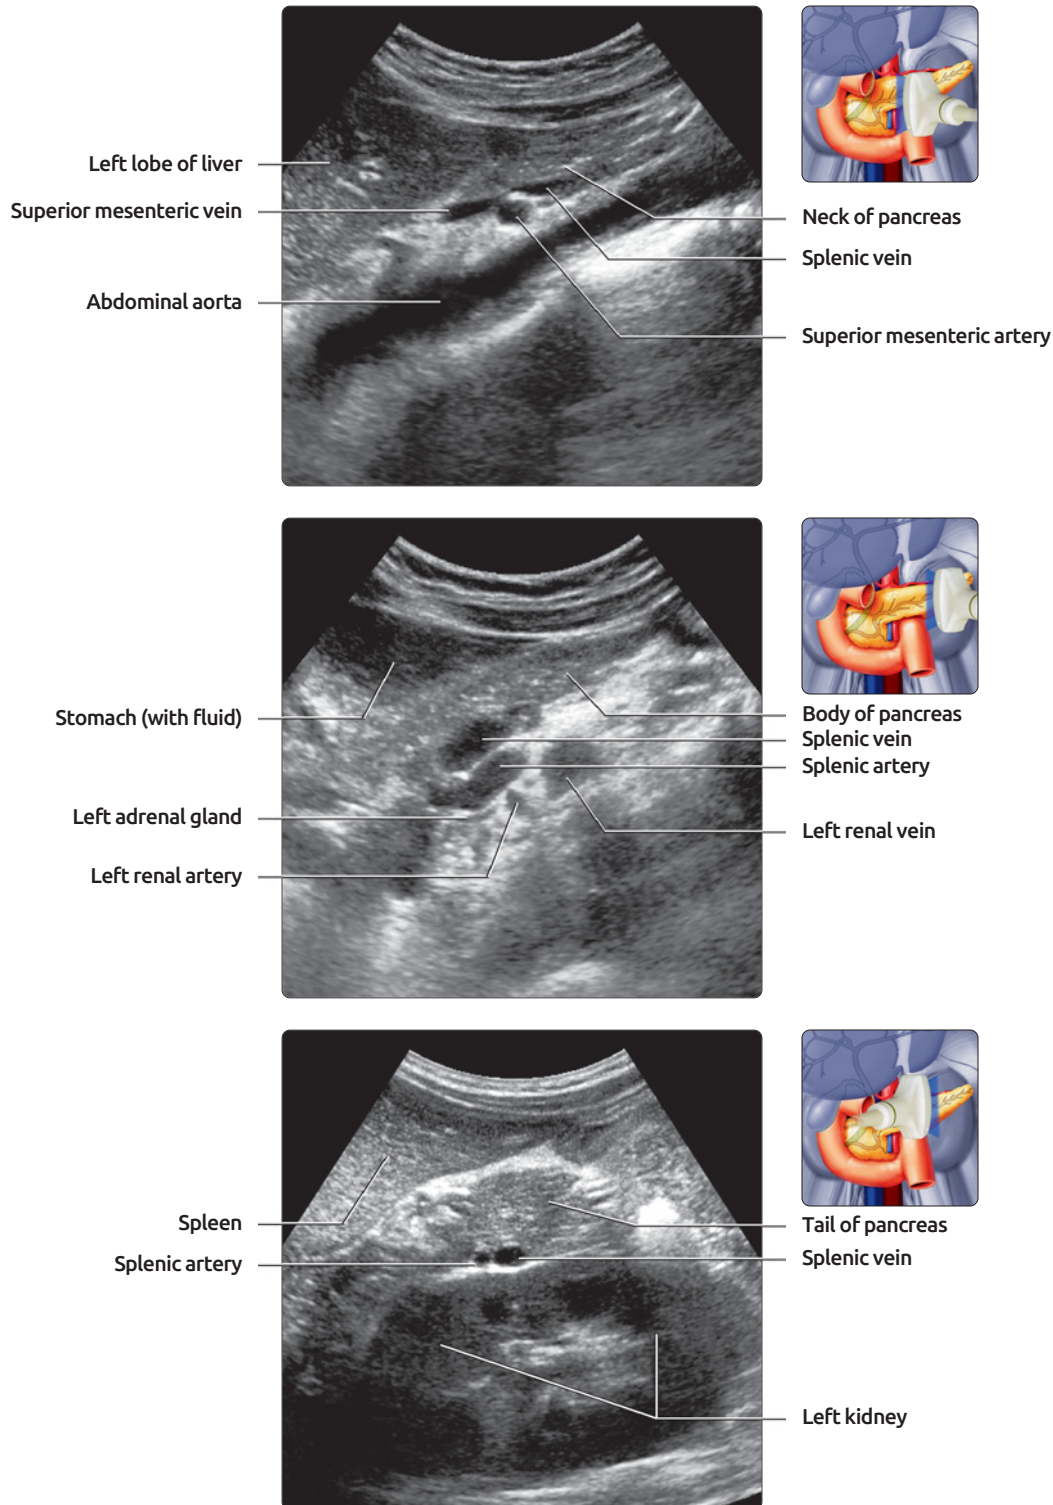 Left lobe of liver
Superior mesenteric vein
Abdominal aorta
Neck of pancreas
Splenic vein
Superior mesenteric artery
Stomach (with fluid)
Left adrenal gland
Left renal artery
Body of pancreas
Splenic vein
Splenic artery
Left renal vein
Spleen
Splenic artery
Tail of pancreas
Splenic vein
Left kidney